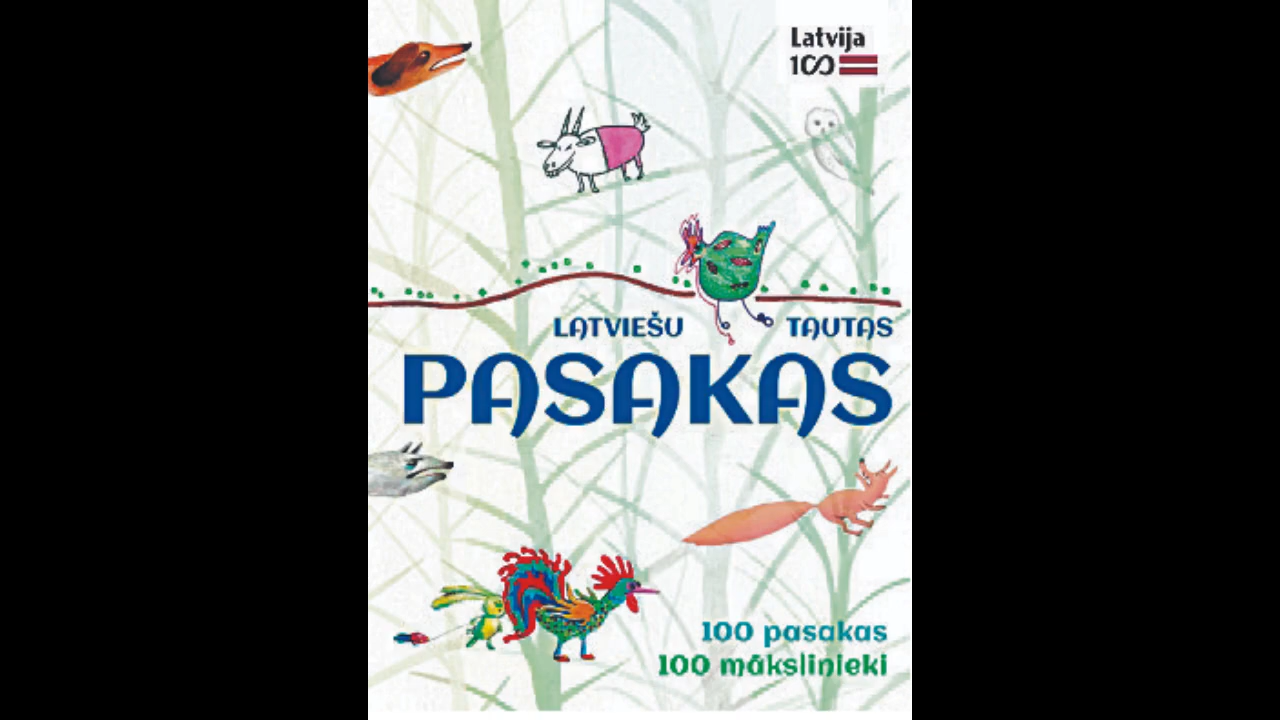 Latvija
100
LATVIEŠU TAUTAS
PASAKAS
100 pasakas
100 mākslinieki